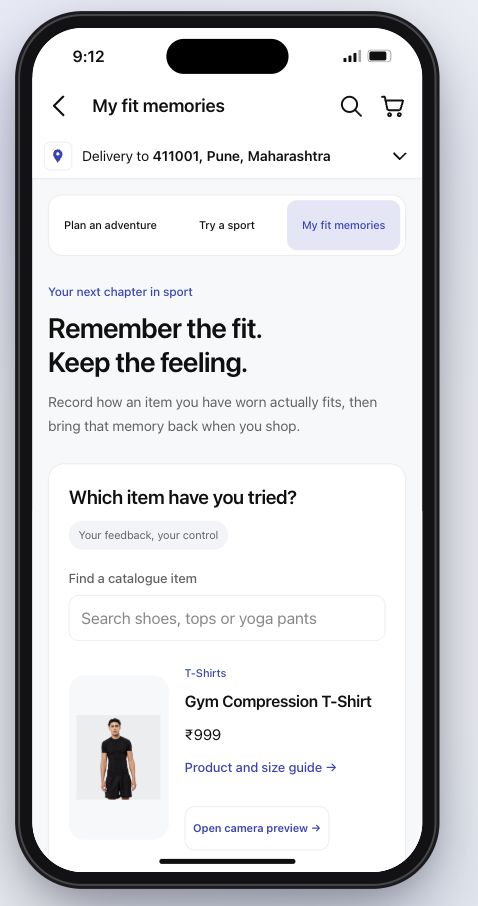 9:12
My fit memories
Delivery to 411001, Pune, Maharashtra
Plan an adventure Try a sport My fit memories
Your next chapter in sport
Remember the fit.
Keep the feeling.
Record how an item you have worn actually fits, then
bring that memory back when you shop.
Which item have you tried?
Your feedback, your control
Find a catalogue item
Search shoes, tops or yoga pants
T-Shirts
Gym Compression T-Shirt
₹999
Product and size guide →
Open camera preview →